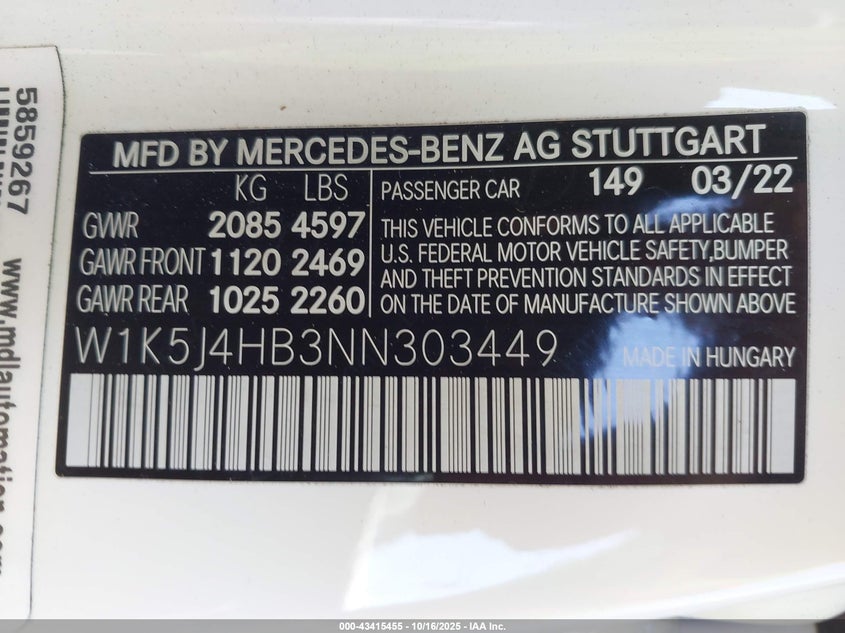 MFD BY MERCEDES-BENZ AG STUTTGART
KG LBS
GVWR 2085 4597
GAWR FRONT 1120 2469
GAWR REAR 1025 2260
PASSENGER CAR 149 03/22
THIS VEHICLE CONFORMS TO ALL APPLICABLE
U.S. FEDERAL MOTOR VEHICLE SAFETY,BUMPER
AND THEFT PREVENTION STANDARDS IN EFFECT
ON THE DATE OF MANUFACTURE SHOWN ABOVE
W1K5J4HB3NN303449 MADE IN HUNGARY
5859267
www.mdlautomation.com
000-43415455 - 10/16/2025 - IAA Inc.